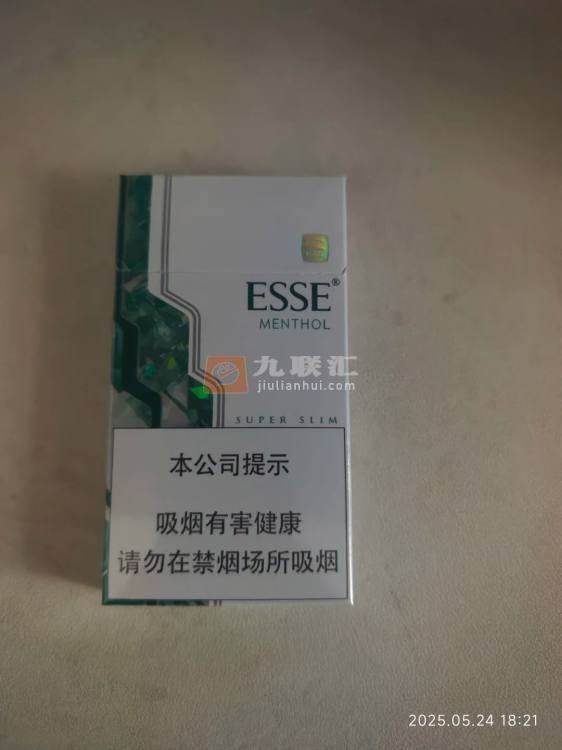 ESSE®
MENTHOL
九联汇
jiulianhui.com
SUPER SLIM
本公司提示
吸烟有害健康
请勿在禁烟场所吸烟
2025.05.24 18:21